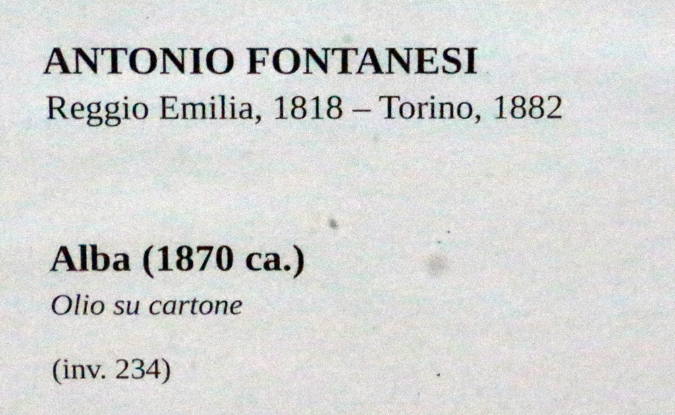 ANTONIO FONTANESI
Reggio Emilia, 1818 – Torino, 1882
Alba (1870 ca.)
Olio su cartone
(inv. 234)